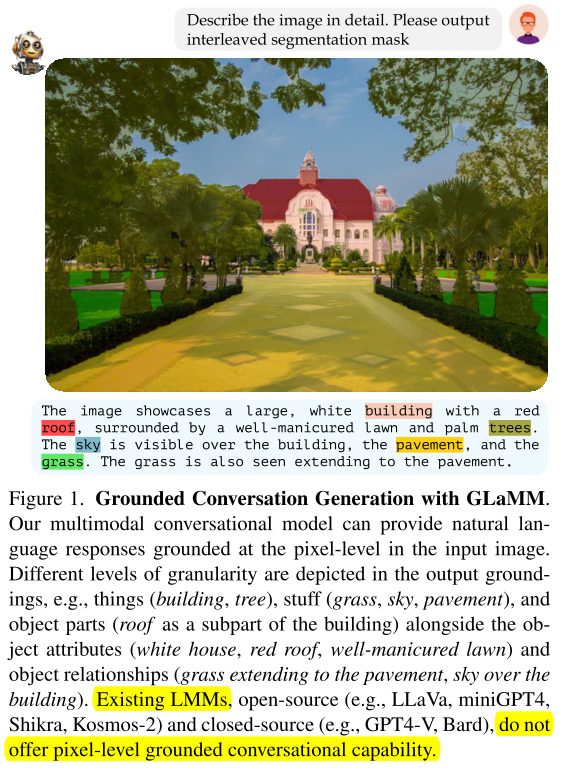 Describe the image in detail. Please output
interleaved segmentation mask
The image showcases a large, white building with a red
roof, surrounded by a well-manicured lawn and palm trees.
The sky is visible over the building, the pavement, and the
grass. The grass is also seen extending to the pavement.
Figure 1. Grounded Conversation Generation with GLaMM.
Our multimodal conversational model can provide natural lan-
guage responses grounded at the pixel-level in the input image.
Different levels of granularity are depicted in the output ground-
ings, e.g., things (building, tree), stuff (grass, sky, pavement), and
object parts (roof as a subpart of the building) alongside the ob-
ject attributes (white house, red roof, well-manicured lawn) and
object relationships (grass extending to the pavement, sky over the
building). Existing LMMs, open-source (e.g., LLaVa, miniGPT4,
Shikra, Kosmos-2) and closed-source (e.g., GPT4-V, Bard), do not
offer pixel-level grounded conversational capability.